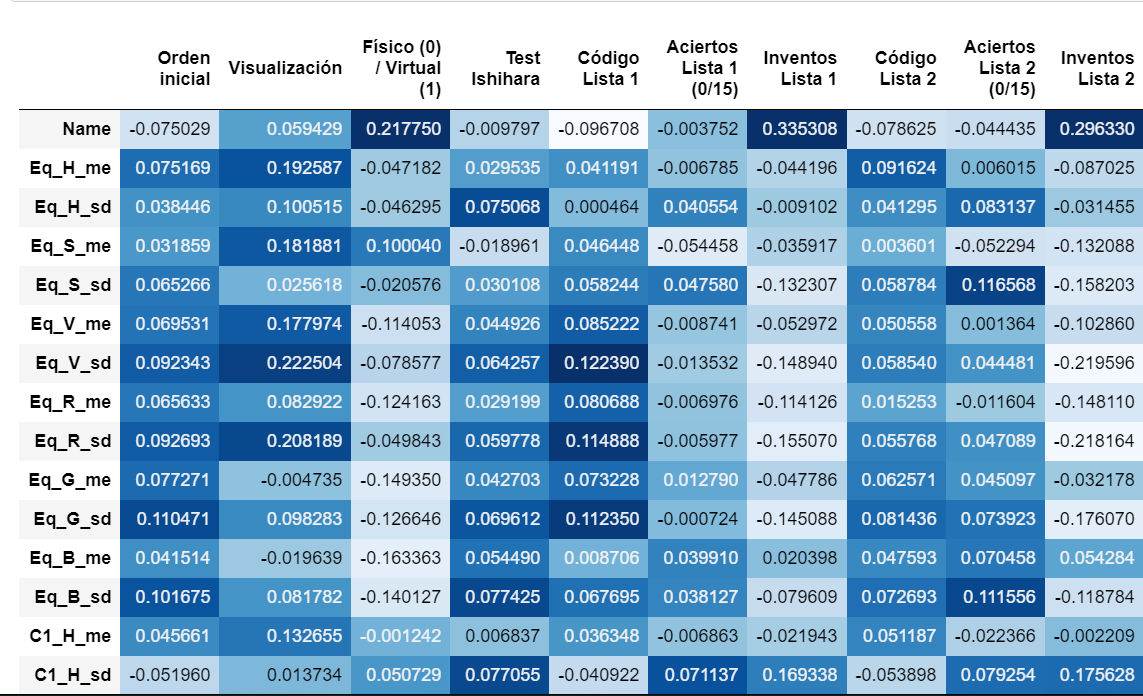 Orden inicial Visualización Físico (0) / Virtual (1) Test Ishihara Código Lista 1 Aciertos Lista 1 (0/15) Inventos Lista 1 Código Lista 2 Aciertos Lista 2 (0/15) Inventos Lista 2
Name -0.075029 0.059429 0.217750 -0.009797 -0.096708 -0.003752 0.335308 -0.078625 -0.044435 0.296330
Eq_H_me 0.075169 0.192587 -0.047182 0.029535 0.041191 -0.006785 -0.044196 0.091624 0.006015 -0.087025
Eq_H_sd 0.038446 0.100515 -0.046295 0.075068 0.000464 0.040554 -0.009102 0.041295 0.083137 -0.031455
Eq_S_me 0.031859 0.181881 0.100040 -0.018961 0.046448 -0.054458 -0.035917 0.003601 -0.052294 -0.132088
Eq_S_sd 0.065266 0.025618 -0.020576 0.030108 0.058244 0.047580 -0.132307 0.058784 0.116568 -0.158203
Eq_V_me 0.069531 0.177974 -0.114053 0.044926 0.085222 -0.008741 -0.052972 0.050558 0.001364 -0.102860
Eq_V_sd 0.092343 0.222504 -0.078577 0.064257 0.122390 -0.013532 -0.148940 0.058540 0.044481 -0.219596
Eq_R_me 0.065633 0.082922 -0.124163 0.029199 0.080688 -0.006976 -0.114126 0.015253 -0.011604 -0.148110
Eq_R_sd 0.092693 0.208189 -0.049843 0.059778 0.114888 -0.005977 -0.155070 0.055768 0.047089 -0.218164
Eq_G_me 0.077271 -0.004735 -0.149350 0.042703 0.073228 0.012790 -0.047786 0.062571 0.045097 -0.032178
Eq_G_sd 0.110471 0.098283 -0.126646 0.069612 0.112350 -0.000724 -0.145088 0.081436 0.073923 -0.176070
Eq_B_me 0.041514 -0.019639 -0.163363 0.054490 0.008706 0.039910 0.020398 0.047593 0.070458 0.054284
Eq_B_sd 0.101675 0.081782 -0.140127 0.077425 0.067695 0.038127 -0.079609 0.072693 0.111556 -0.118784
C1_H_me 0.045661 0.132655 -0.001242 0.006837 0.036348 -0.006863 -0.021943 0.051187 -0.022366 -0.002209
C1_H_sd -0.051960 0.013734 0.050729 0.077055 -0.040922 0.071137 0.169338 -0.053898 0.079254 0.175628